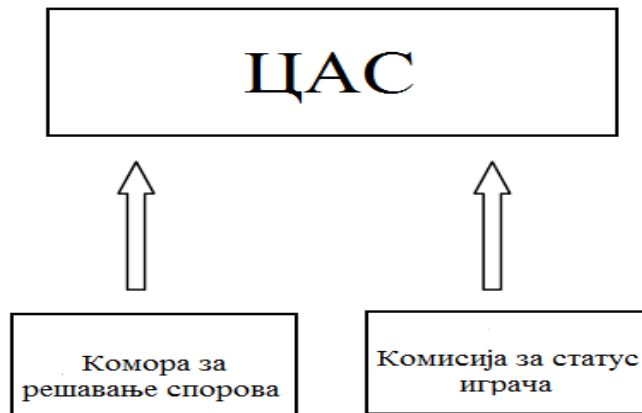 ЦАС
Комора за
решавање спорова
Комисија за статус
играча